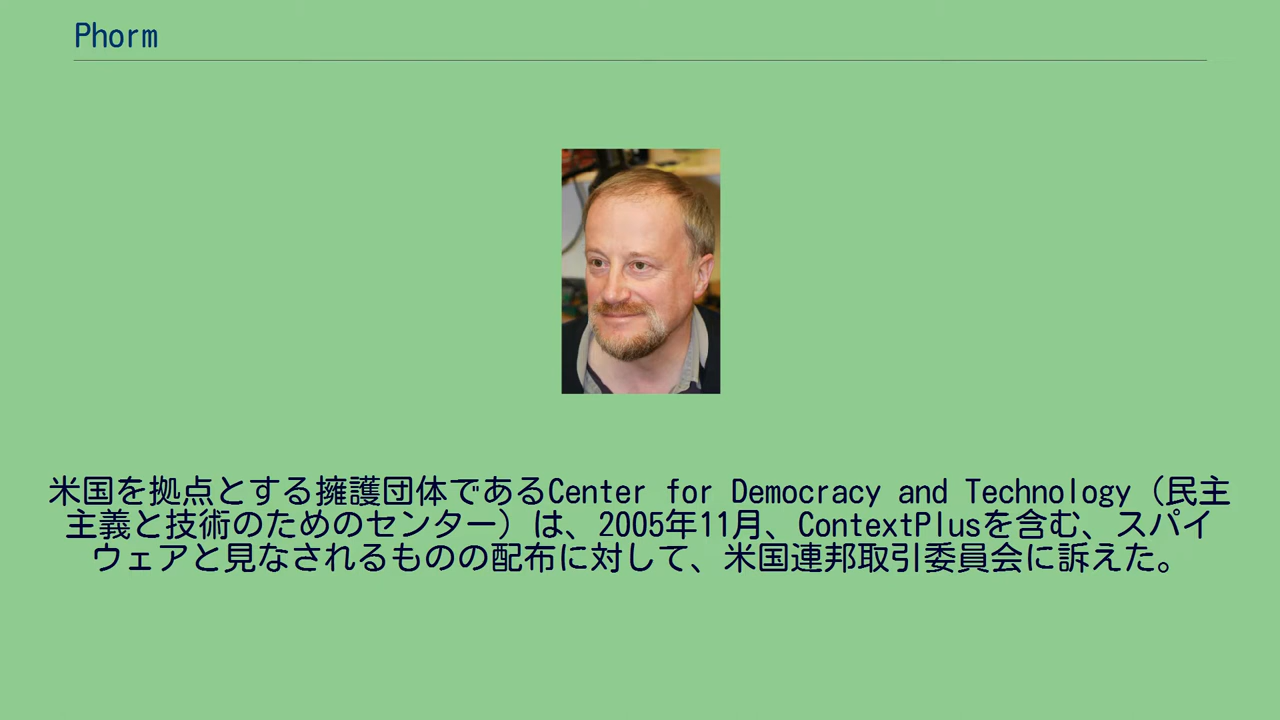 Phorm
米国を拠点とする擁護団体であるCenter for Democracy and Technology（民主
主義と技術のためのセンター）は、2005年11月、ContextPlusを含む、スパイ
ウェアと見なされるものの配布に対して、米国連邦取引委員会に訴えた。